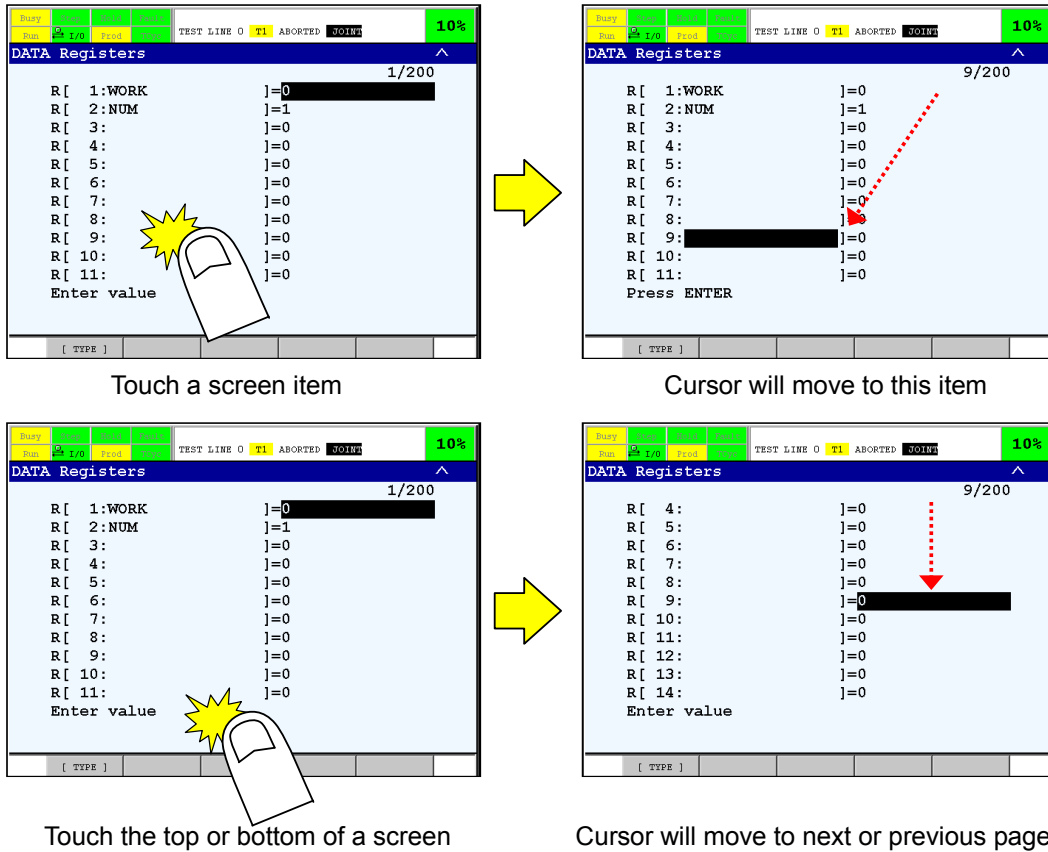 Busy Step Hold Fault
Run I/O Prod TCyc TEST LINE 0 T1 ABORTED JOINT 10%
DATA Registers
1/200
R[ 1:WORK ]=0
R[ 2:NUM ]=1
R[ 3: ]=0
R[ 4: ]=0
R[ 5: ]=0
R[ 6: ]=0
R[ 7: ]=0
R[ 8: ]=0
R[ 9: ]=0
R[ 10: ]=0
R[ 11: ]=0
Enter value
[ TYPE ]
Touch a screen item
Busy Step Hold Fault
Run I/O Prod TCyc TEST LINE 0 T1 ABORTED JOINT 10%
DATA Registers
9/200
R[ 1:WORK ]=0
R[ 2:NUM ]=1
R[ 3: ]=0
R[ 4: ]=0
R[ 5: ]=0
R[ 6: ]=0
R[ 7: ]=0
R[ 8: ]=0
R[ 9: ]=0
R[ 10: ]=0
R[ 11: ]=0
Press ENTER
[ TYPE ]
Cursor will move to this item
Busy Step Hold Fault
Run I/O Prod TCyc TEST LINE 0 T1 ABORTED JOINT 10%
DATA Registers
1/200
R[ 1:WORK ]=0
R[ 2:NUM ]=1
R[ 3: ]=0
R[ 4: ]=0
R[ 5: ]=0
R[ 6: ]=0
R[ 7: ]=0
R[ 8: ]=0
R[ 9: ]=0
R[ 10: ]=0
R[ 11: ]=0
Enter value
[ TYPE ]
Touch the top or bottom of a screen
Busy Step Hold Fault
Run I/O Prod TCyc TEST LINE 0 T1 ABORTED JOINT 10%
DATA Registers
9/200
R[ 4: ]=0
R[ 5: ]=0
R[ 6: ]=0
R[ 7: ]=0
R[ 8: ]=0
R[ 9: ]=0
R[ 10: ]=0
R[ 11: ]=0
R[ 12: ]=0
R[ 13: ]=0
R[ 14: ]=0
Enter value
[ TYPE ]
Cursor will move to next or previous page